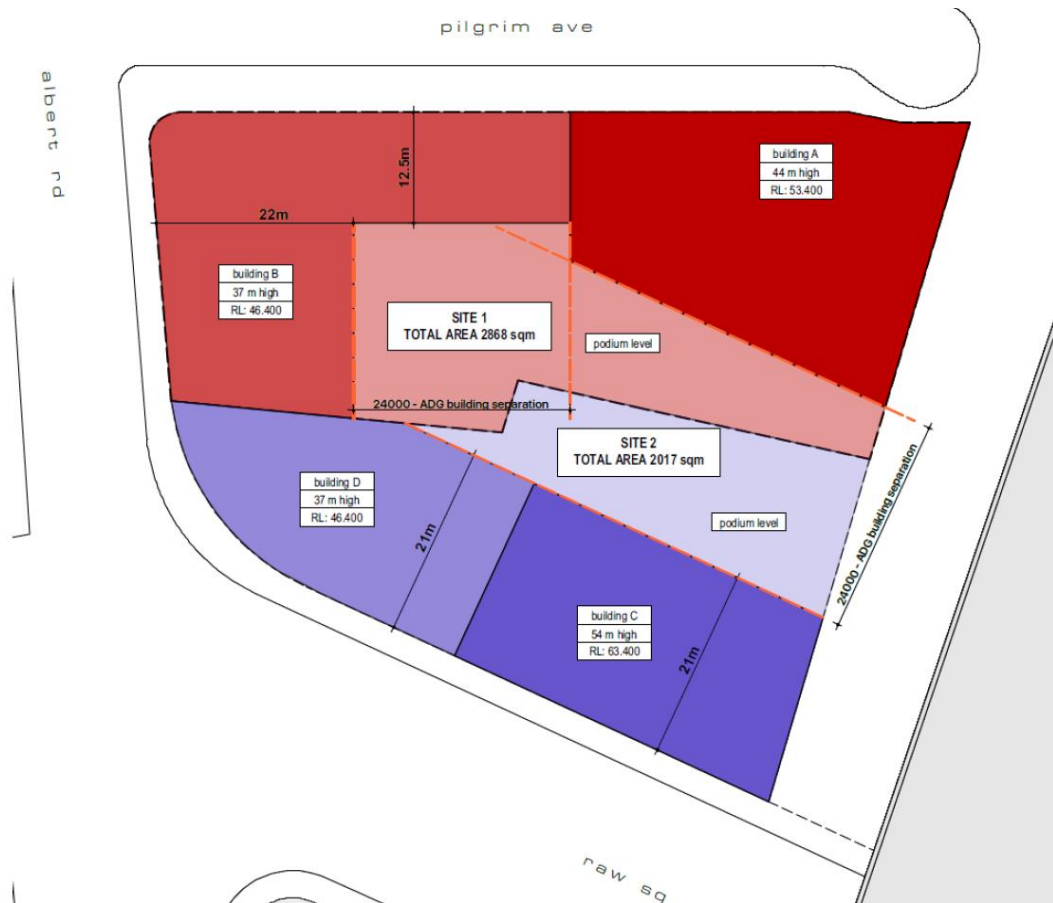 pilgrim ave
albert rd
building A
44 m high
RL: 53.400
12.5m
22m
building B
37 m high
RL: 46.400
SITE 1
TOTAL AREA 2868 sqm
podium level
24000 - ADG building separation
SITE 2
TOTAL AREA 2017 sqm
building D
37 m high
RL: 46.400
podium level
24000 - ADG building separation
21m
building C
54 m high
RL: 63.400
21m
raw sq